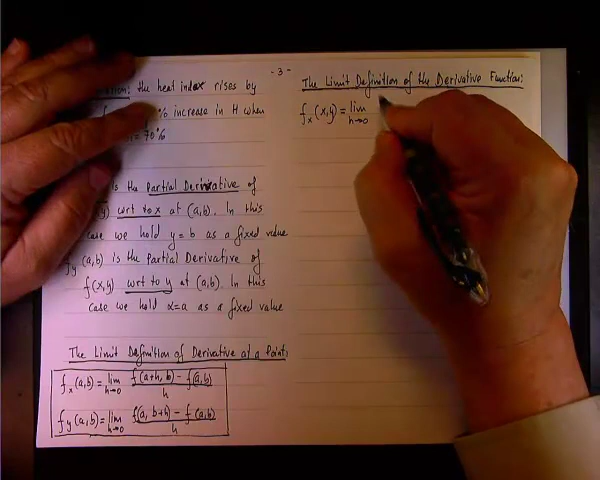 - 3 -
the heat index rises by
% increase in H when
= 70%
is the Partial Derivative of
y) wrt to x at (a,b). In this
case we hold y = b as a fixed value
fy (a,b) is the Partial Derivative of
f(x,y) wrt to y at (a,b). In this
case we hold x=a as a fixed value
The Limit Definition of Derivative at a Point:
fx (a,b) = lim h→0 f(a+h, b) - f(a,b) / h
fy (a,b) = lim h→0 f(a, b+h) - f(a,b) / h
The Limit Definition of the Derivative Function:
fx (x,y) = lim h→0